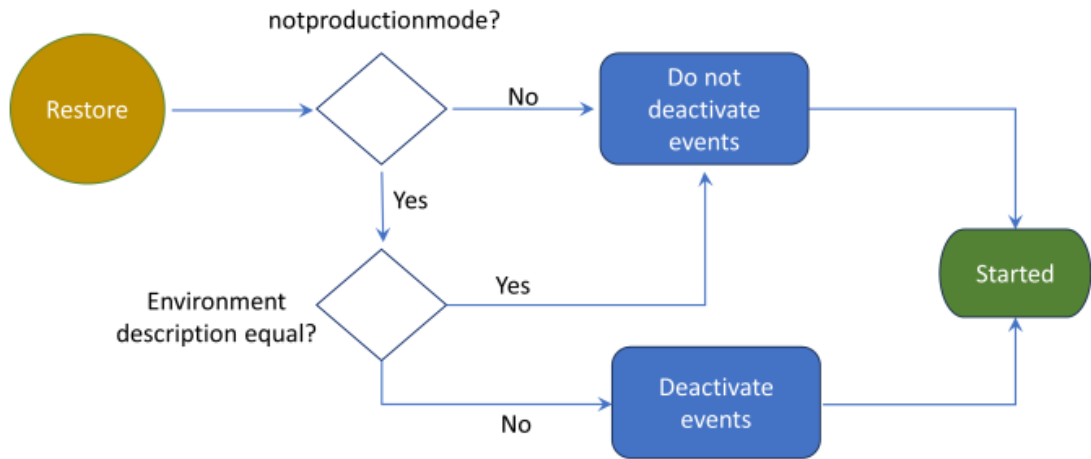 notproductionmode?
Restore
No
Do not
deactivate
events
Yes
Environment
description equal?
Yes
Started
No
Deactivate
events